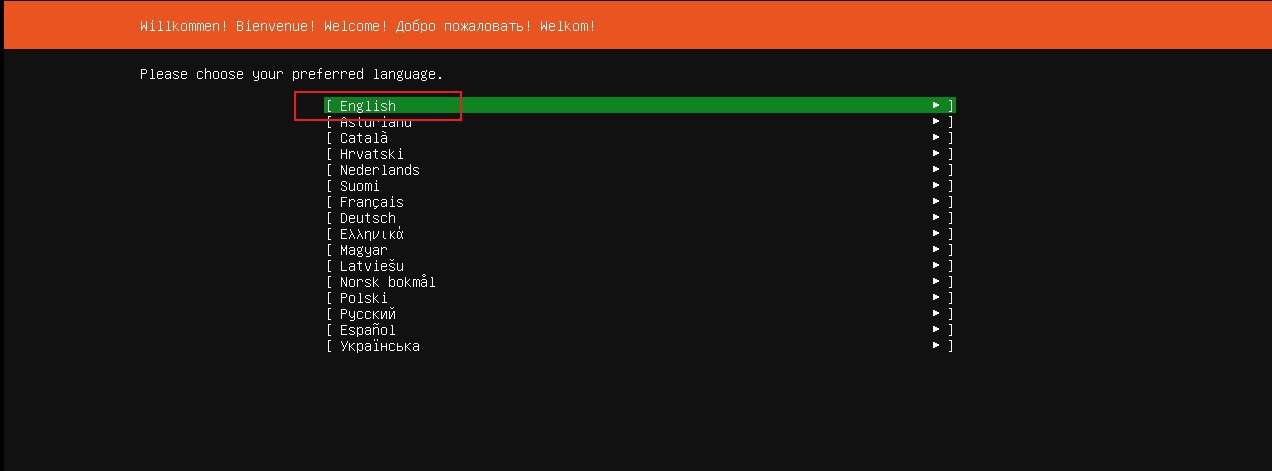 Willkommen! Bienvenue! Welcome! Добро пожаловать! Welkom!
Please choose your preferred language.
[ English ► ]
[ Asturianu ► ]
[ Català ► ]
[ Hrvatski ► ]
[ Nederlands ► ]
[ Suomi ► ]
[ Français ► ]
[ Deutsch ► ]
[ Ελληνικά ► ]
[ Magyar ► ]
[ Latviešu ► ]
[ Norsk bokmål ► ]
[ Polski ► ]
[ Русский ► ]
[ Español ► ]
[ Українська ► ]